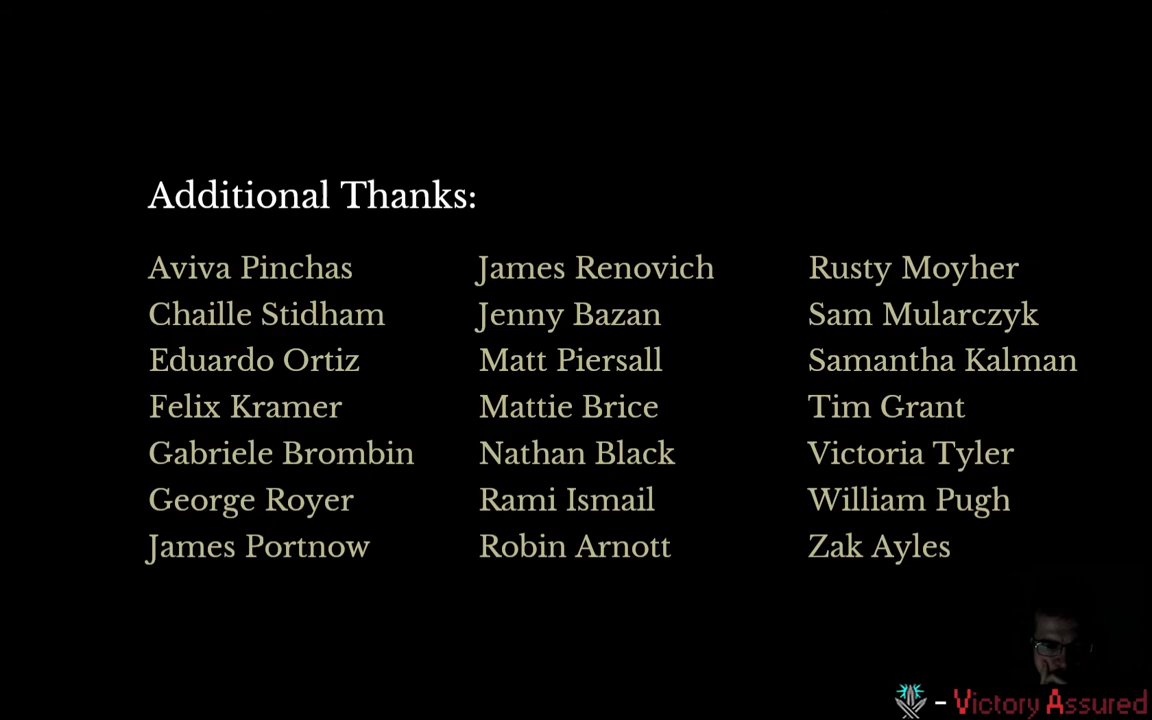 Additional Thanks:
Aviva Pinchas
Chaille Stidham
Eduardo Ortiz
Felix Kramer
Gabriele Brombin
George Royer
James Portnow
James Renovich
Jenny Bazan
Matt Piersall
Mattie Brice
Nathan Black
Rami Ismail
Robin Arnott
Rusty Moyher
Sam Mularczyk
Samantha Kalman
Tim Grant
Victoria Tyler
William Pugh
Zak Ayles
- Victory Assured